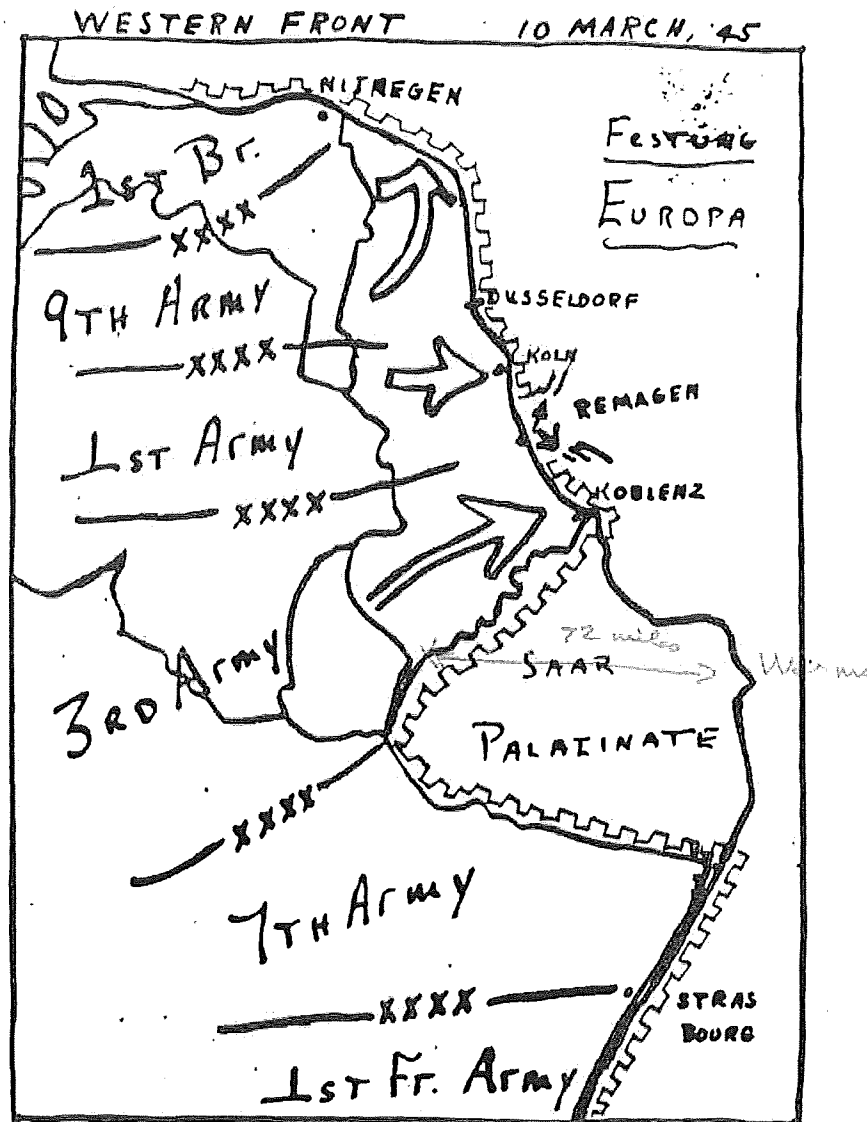 WESTERN FRONT 10 MARCH, '45
NIJMEGEN
FESTUNG
EUROPA
1ST Br.
XXXX
9TH ARMY
DUSSELDORF
XXXX
KOLN
REMAGEN
1ST Army
XXXX
KOBLENZ
72 miles
SAAR
3RD Army
PALATINATE
XXXX
7TH Army
XXXX
STRAS
BOURG
1ST Fr. Army